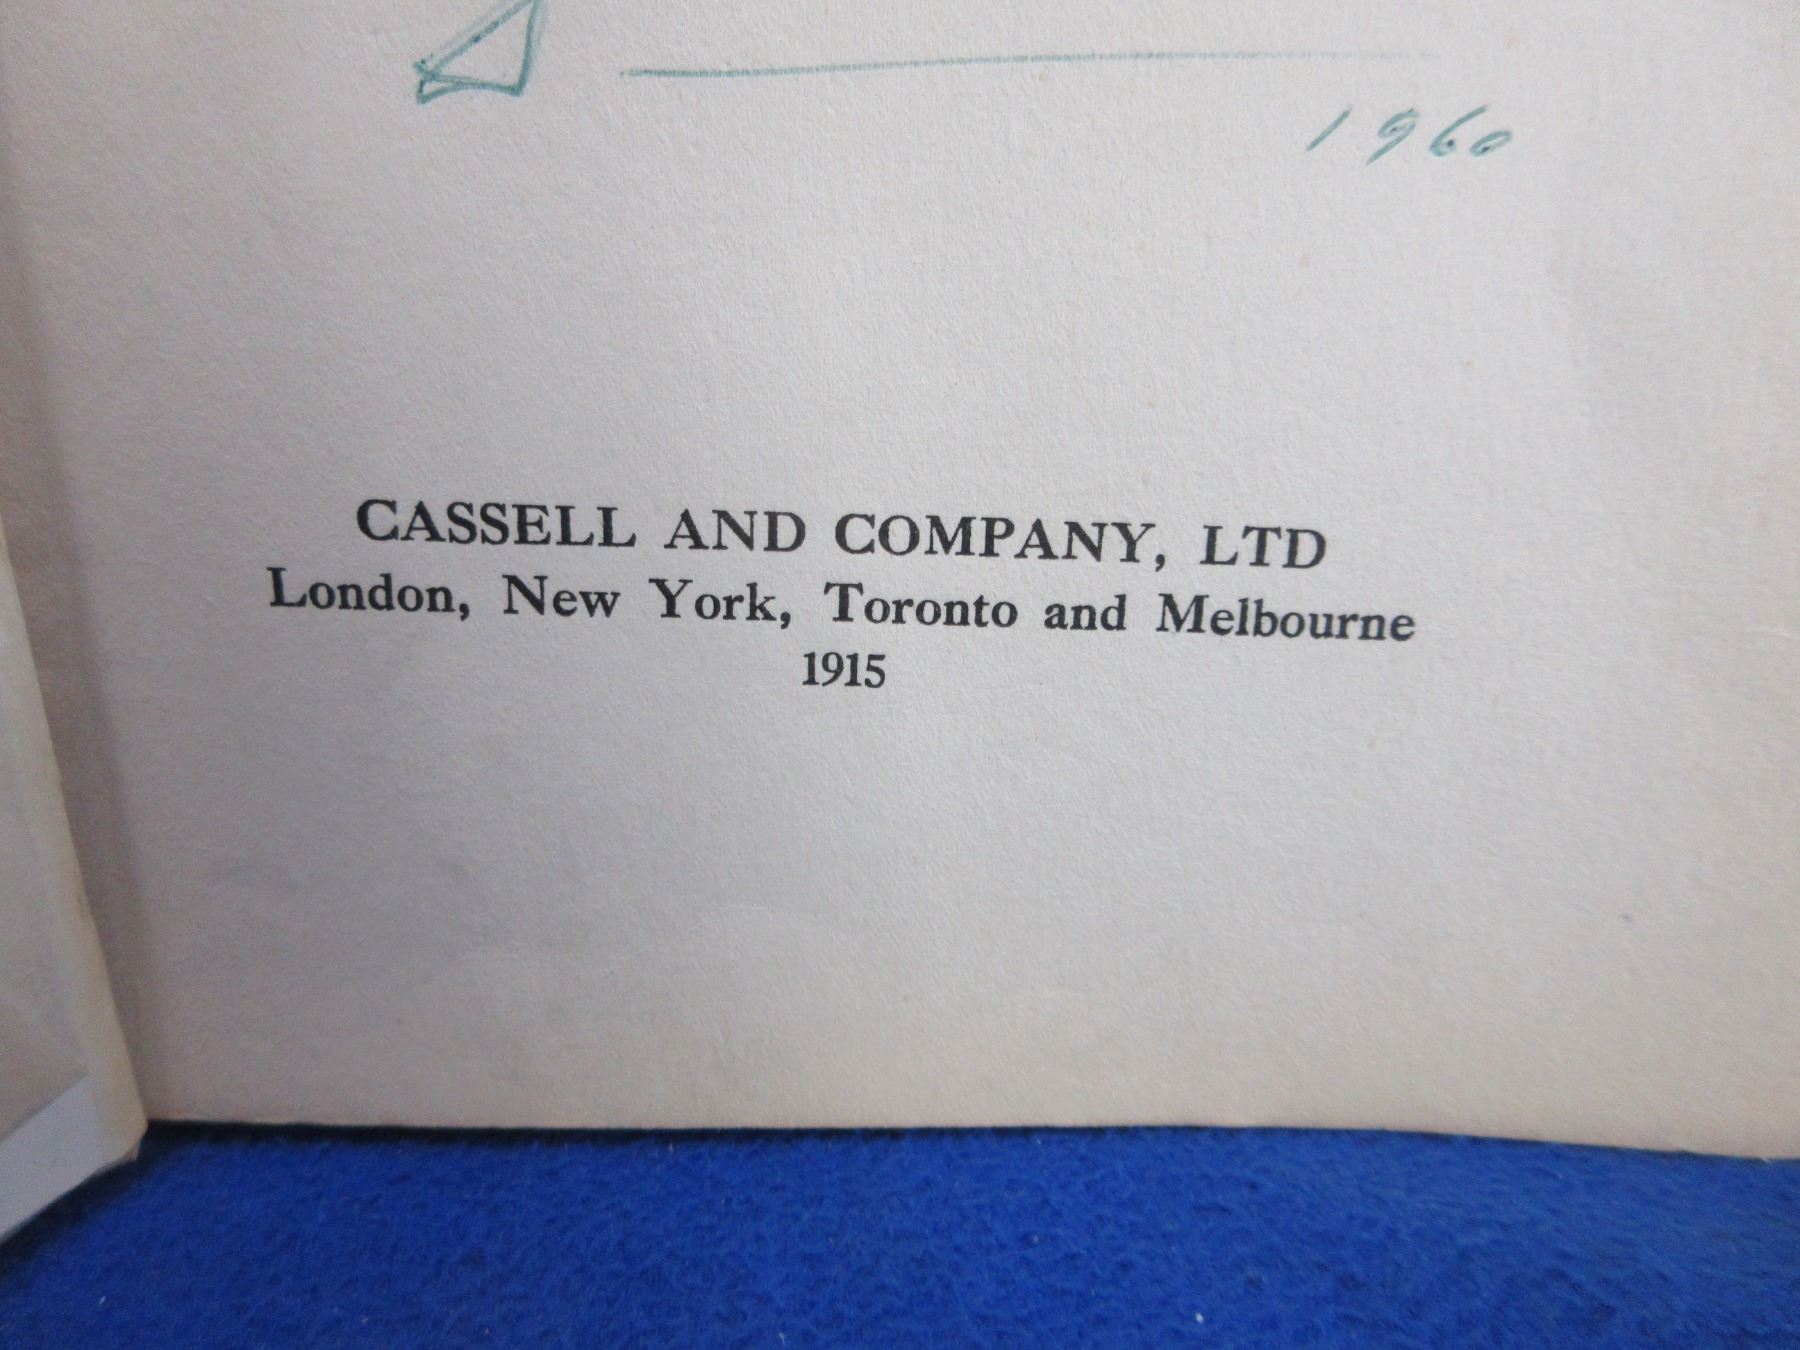 1960
CASSELL AND COMPANY, LTD
London, New York, Toronto and Melbourne
1915